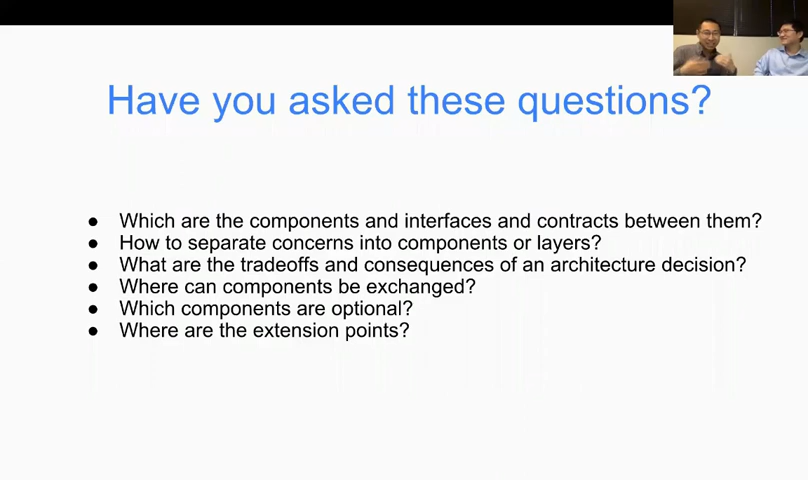 Have you asked these questions?
● Which are the components and interfaces and contracts between them?
● How to separate concerns into components or layers?
● What are the tradeoffs and consequences of an architecture decision?
● Where can components be exchanged?
● Which components are optional?
● Where are the extension points?